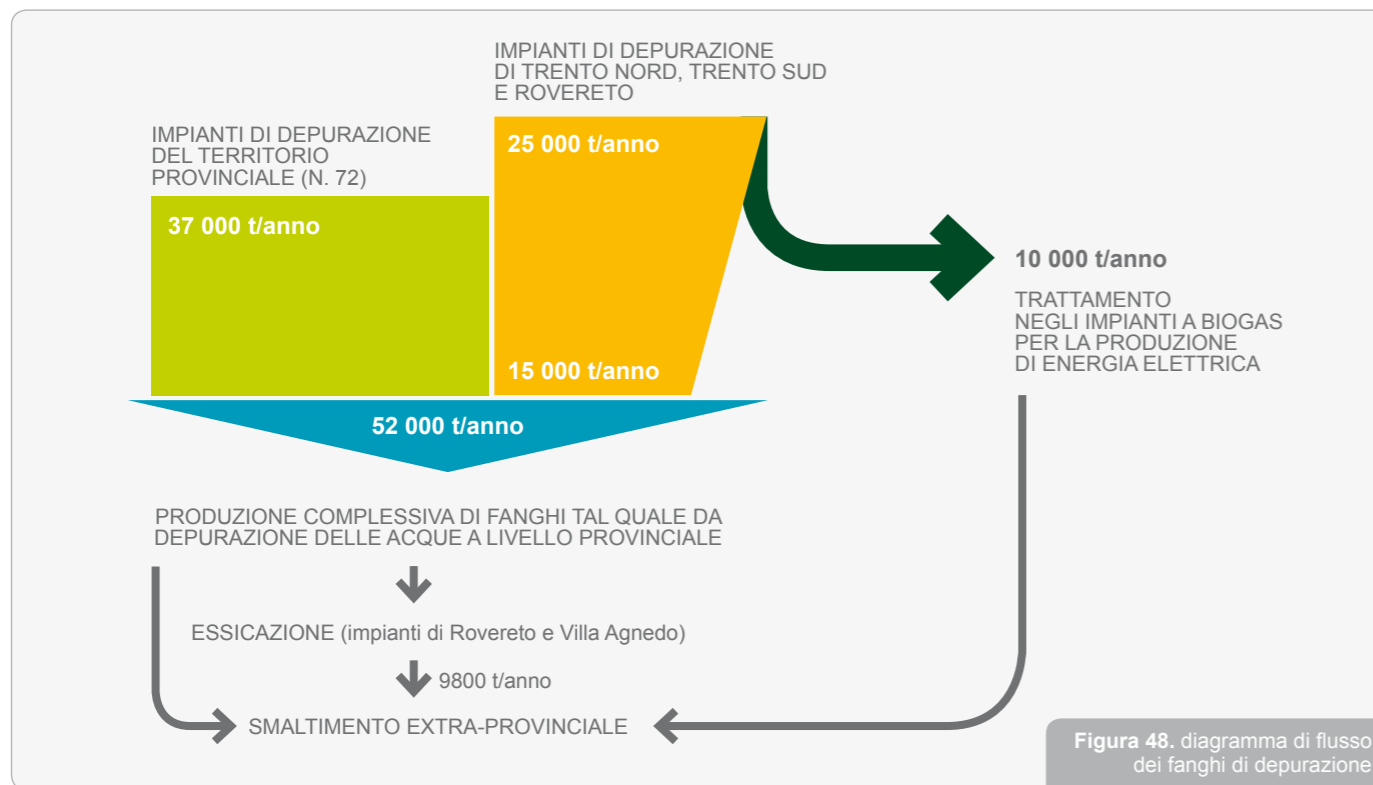 IMPIANTI DI DEPURAZIONE
DI TRENTO NORD, TRENTO SUD
E ROVERETO
IMPIANTI DI DEPURAZIONE
DEL TERRITORIO
PROVINCIALE (N. 72)
25 000 t/anno
37 000 t/anno
10 000 t/anno
TRATTAMENTO
NEGLI IMPIANTI A BIOGAS
PER LA PRODUZIONE
DI ENERGIA ELETTRICA
15 000 t/anno
52 000 t/anno
PRODUZIONE COMPLESSIVA DI FANGHI TAL QUALE DA
DEPURAZIONE DELLE ACQUE A LIVELLO PROVINCIALE
ESSICAZIONE (impianti di Rovereto e Villa Agnedo)
9800 t/anno
SMALTIMENTO EXTRA-PROVINCIALE
Figura 48. diagramma di flusso
dei fanghi di depurazione